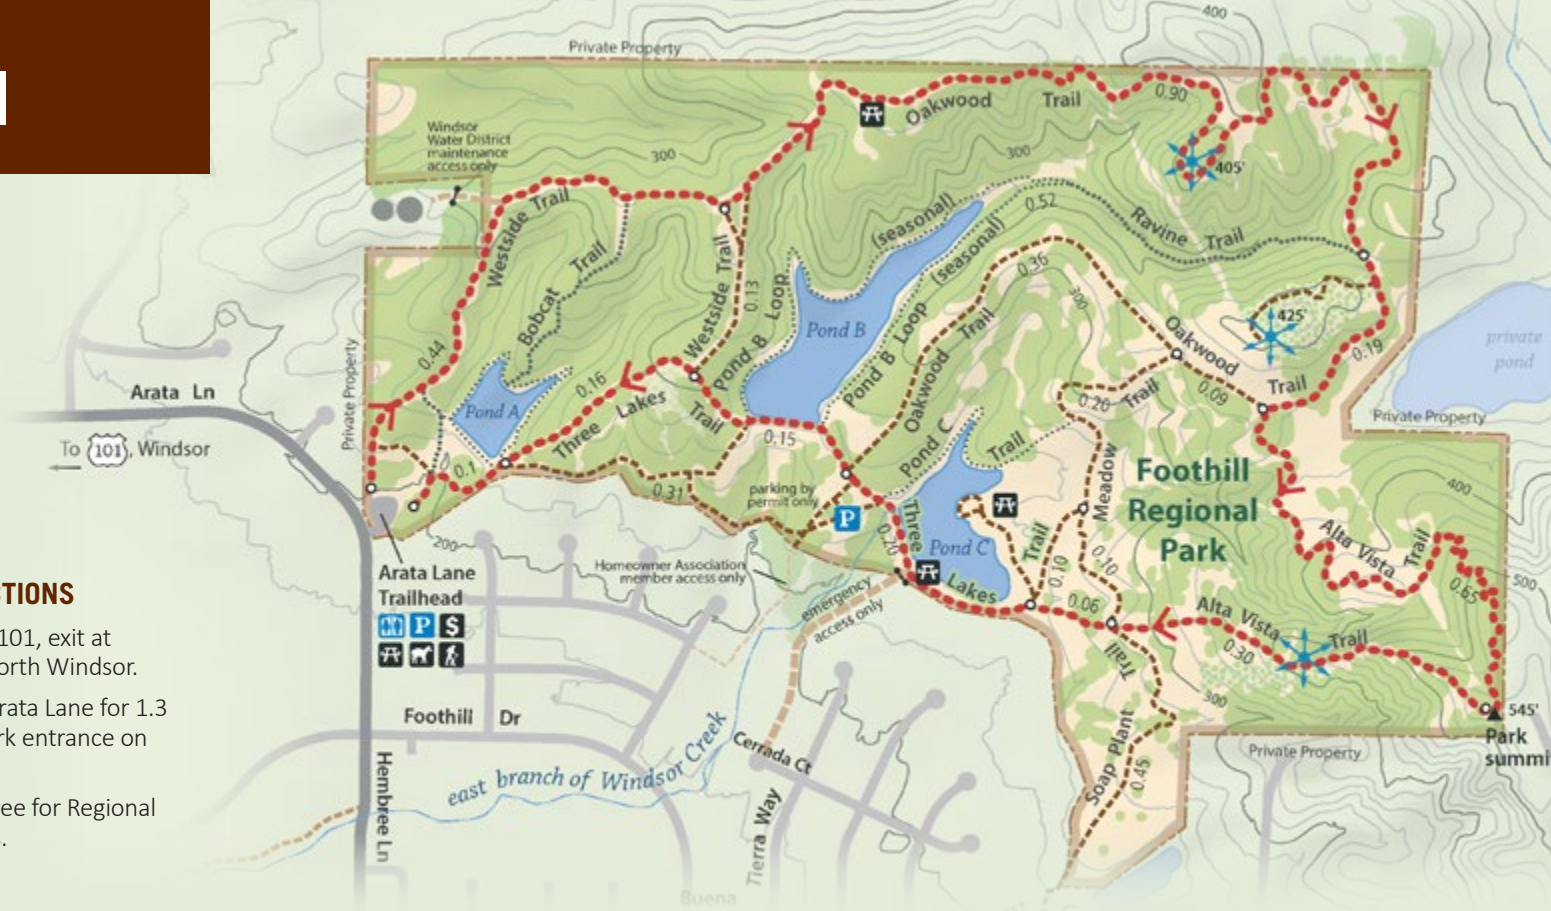 400
Private Property
0.90
Oakwood Trail
Windsor
Water District
maintenance
access only
300
300
405'
Westside Trail
(seasonal)
0.52
Ravine Trail
Bobcat Trail
Westside Trail
0.13
Pond B Loop
Pond B
(seasonal)
Pond B Loop
0.36
300
425'
private
pond
0.44
Private Property
Oakwood Trail
Oakwood Trail
0.19
Arata Ln
0.16
Pond A
Three Lakes Trail
0.20
Trail
0.09
Private Property
To 101, Windsor
0.1
0.15
Pond C Trail
Meadow
Foothill
Regional
Park
400
0.31
parking by
permit only
P
Three Lakes
Pond C
Trail
0.10
0.10
Alta Vista Trail
200
0.20
500
0.65
Homeowner Association
member access only
emergency
access only
0.06
Alta Vista Trail
0.30
Arata Lane
Trailhead
P $
TIONS
101, exit at
orth Windsor.
rata Lane for 1.3
rk entrance on
ree for Regional
s.
Soap Plant Trail
0.45
300
545'
Park
summi
Private Property
Foothill Dr
Hembree Ln
east branch of Windsor Creek
Cerrada Ct
Tierra Way
Buena